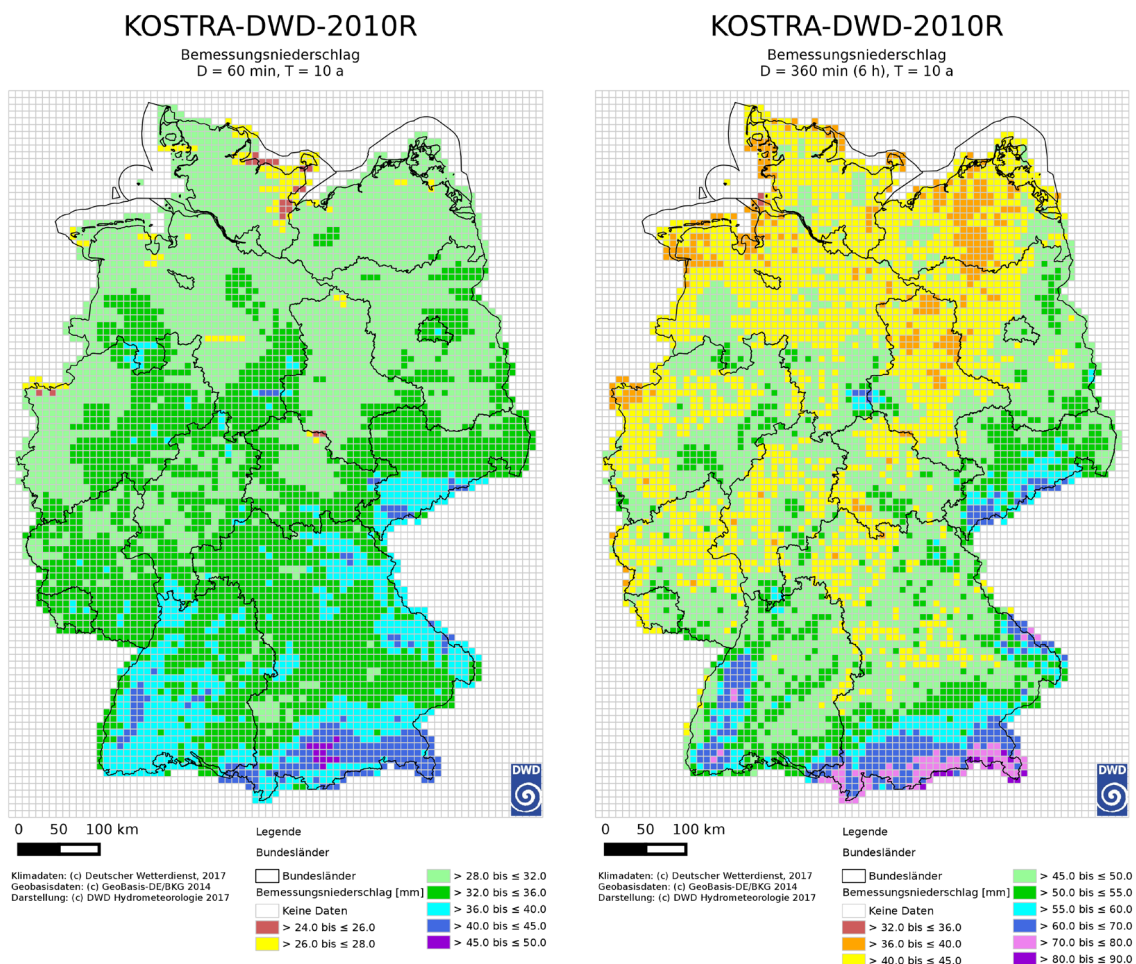 KOSTRA-DWD-2010R
Bemessungsniederschlag
D = 60 min, T = 10 a
DWD
0 50 100 km
Klimadaten: (c) Deutscher Wetterdienst, 2017
Geobasisdaten: (c) GeoBasis-DE/BKG 2014
Darstellung: (c) DWD Hydrometeorologie 2017
Legende
Bundesländer
Bundesländer
Bemessungsniederschlag [mm]
Keine Daten
> 24.0 bis ≤ 26.0
> 26.0 bis ≤ 28.0
> 28.0 bis ≤ 32.0
> 32.0 bis ≤ 36.0
> 36.0 bis ≤ 40.0
> 40.0 bis ≤ 45.0
> 45.0 bis ≤ 50.0
KOSTRA-DWD-2010R
Bemessungsniederschlag
D = 360 min (6 h), T = 10 a
DWD
0 50 100 km
Klimadaten: (c) Deutscher Wetterdienst, 2017
Geobasisdaten: (c) GeoBasis-DE/BKG 2014
Darstellung: (c) DWD Hydrometeorologie 2017
Legende
Bundesländer
Bundesländer
Bemessungsniederschlag [mm]
Keine Daten
> 32.0 bis ≤ 36.0
> 36.0 bis ≤ 40.0
> 40.0 bis ≤ 45.0
> 45.0 bis ≤ 50.0
> 50.0 bis ≤ 55.0
> 55.0 bis ≤ 60.0
> 60.0 bis ≤ 70.0
> 70.0 bis ≤ 80.0
> 80.0 bis ≤ 90.0